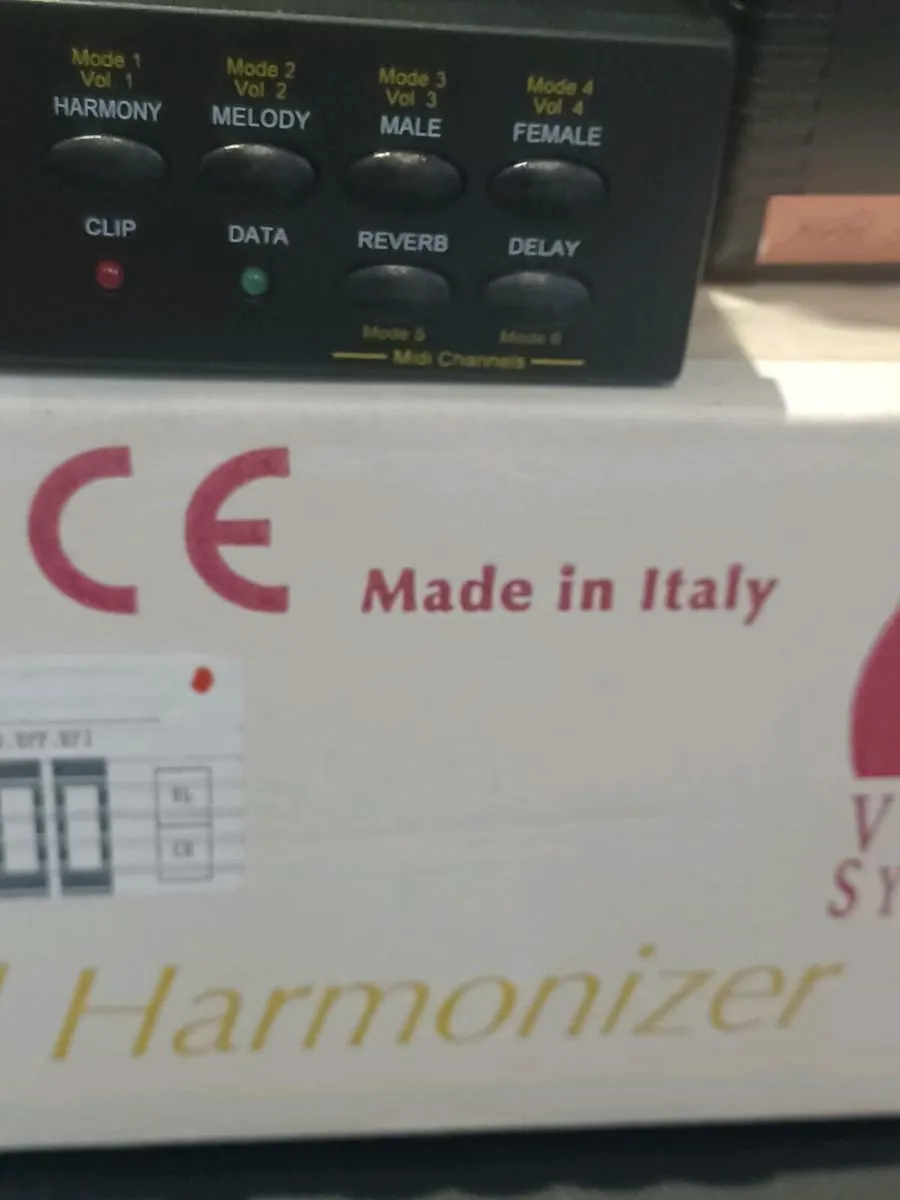 Mode 1 Mode 2 Mode 3 Mode 4
Vol 1 Vol 2 Vol 3 Vol 4
HARMONY MELODY MALE FEMALE
CLIP DATA REVERB DELAY
Mode 5 Mode 6
Midi Channels
CE
Made in Italy
V
SY
Harmonizer